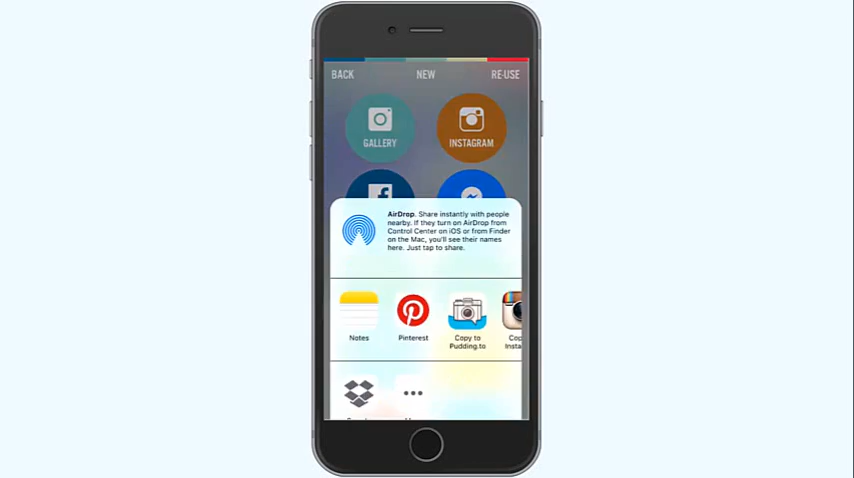 BACK NEW RE-USE
GALLERY INSTAGRAM
AirDrop. Share instantly with people
nearby. If they turn on AirDrop from
Control Center on iOS or from Finder
on the Mac, you'll see their names
here. Just tap to share.
Notes
Pinterest
Copy to
Pudding.to
Cop
Insta